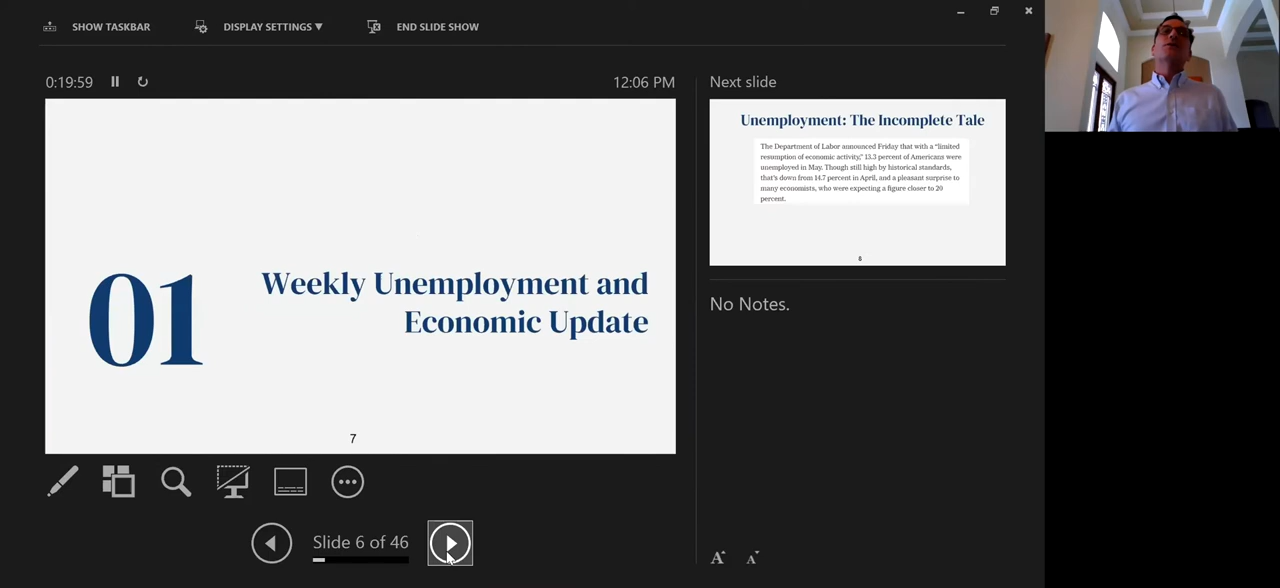 SHOW TASKBAR
DISPLAY SETTINGS ▼
END SLIDE SHOW
0:19:59
12:06 PM
01
Weekly Unemployment and
Economic Update
7
Slide 6 of 46
Next slide
Unemployment: The Incomplete Tale
The Department of Labor announced Friday that with a “limited
resumption of economic activity,” 13.3 percent of Americans were
unemployed in May. Though still high by historical standards,
that’s down from 14.7 percent in April, and a pleasant surprise to
many economists, who were expecting a figure closer to 20
percent.
8
No Notes.
A A